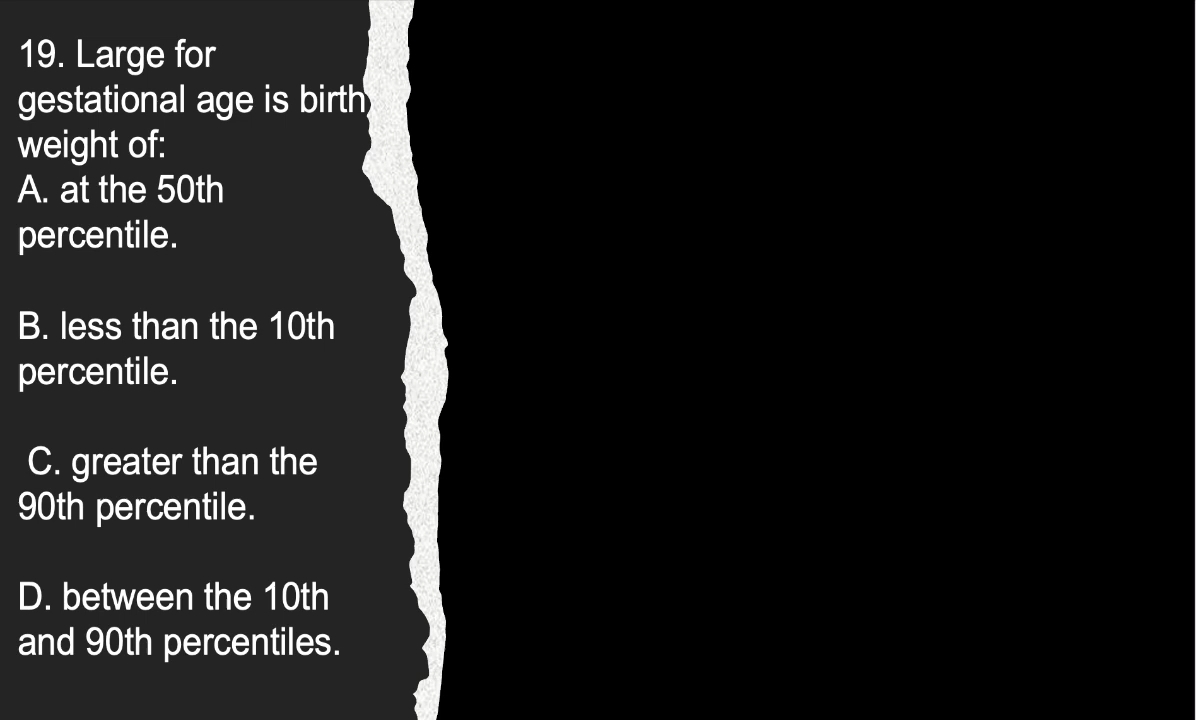 19. Large for
gestational age is birth
weight of:
A. at the 50th
percentile.
B. less than the 10th
percentile.
C. greater than the
90th percentile.
D. between the 10th
and 90th percentiles.